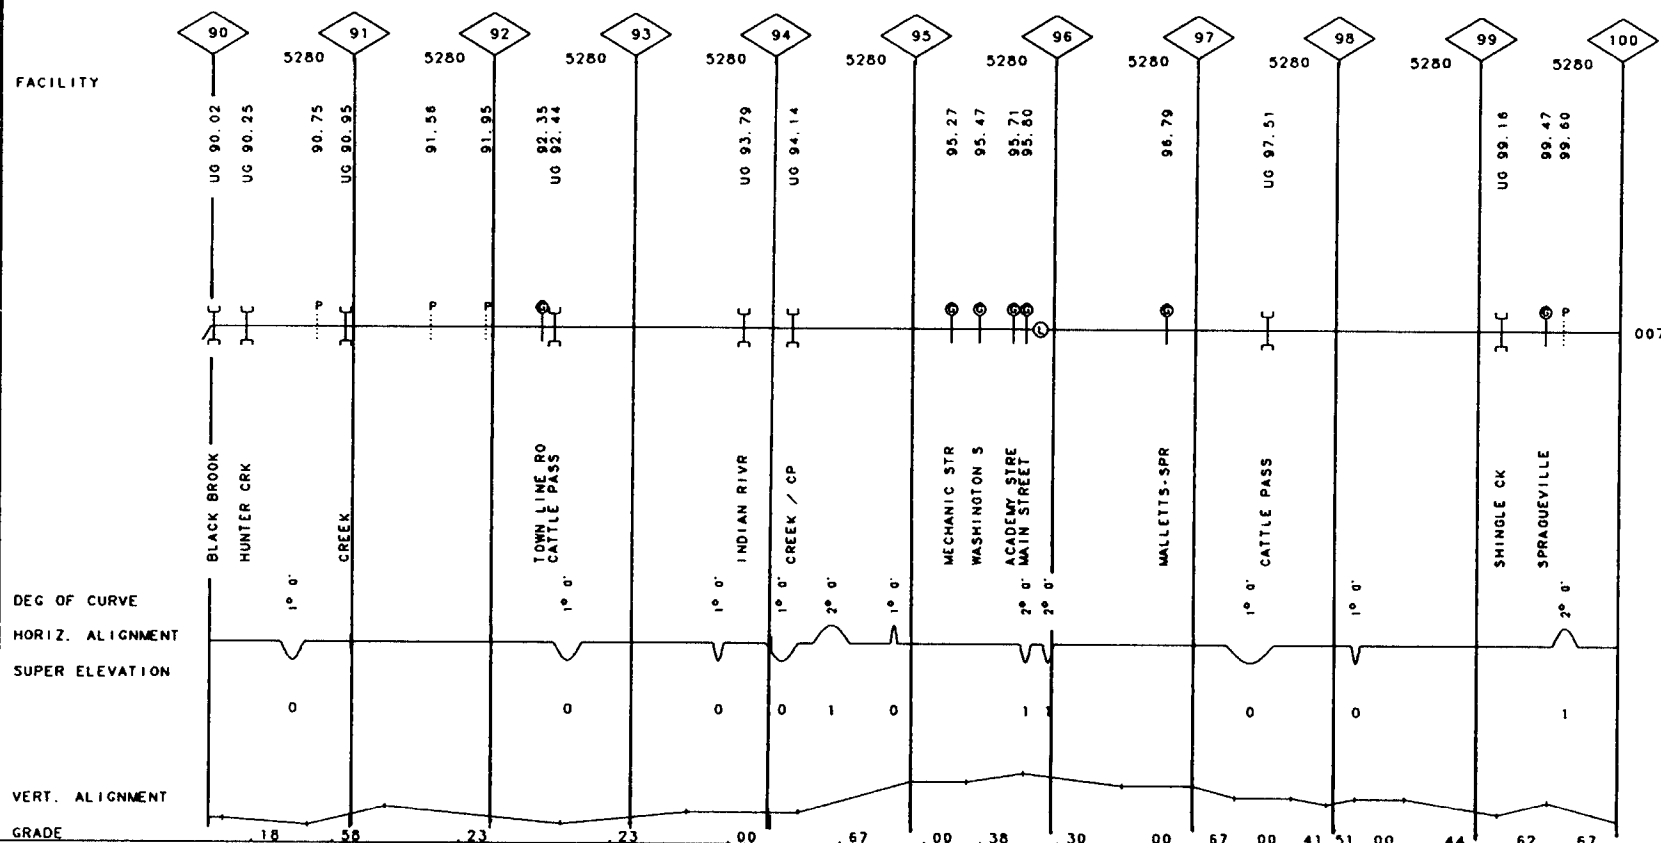 90 91 92 93 94 95 96 97 98 99 100
5280 5280 5280 5280 5280 5280 5280 5280 5280 5280
FACILITY
UG 90.02
UG 90.25
90.75
UG 90.95
91.58
91.95
92.35
UG 92.44
UG 93.79
UG 94.14
95.27
95.47
95.71
95.80
96.79
UG 97.51
UG 99.16
99.47
99.60
P P P G G G G G L G G P
007
BLACK BROOK
HUNTER CRK
CREEK
TOWN LINE RO
CATTLE PASS
INDIAN RIVR
CREEK / CP
MECHANIC STR
WASHINGTON S
ACADEMY STRE
MAIN STREET
MALLETTS-SPR
CATTLE PASS
SHINGLE CK
SPRAGUEVILLE
DEG OF CURVE 1° 0' 1° 0' 1° 0' 1° 0' 2° 0' 1° 0' 2° 0' 2° 0' 1° 0' 1° 0' 2° 0'
HORIZ. ALIGNMENT
SUPER ELEVATION
0 0 0 0 1 0 1 1 0 0 1
VERT. ALIGNMENT
GRADE .18 .58 .23 .23 .00 .67 .00 .38 .30 .00 .67 .00 .41 .51 .00 .44 .62 .67